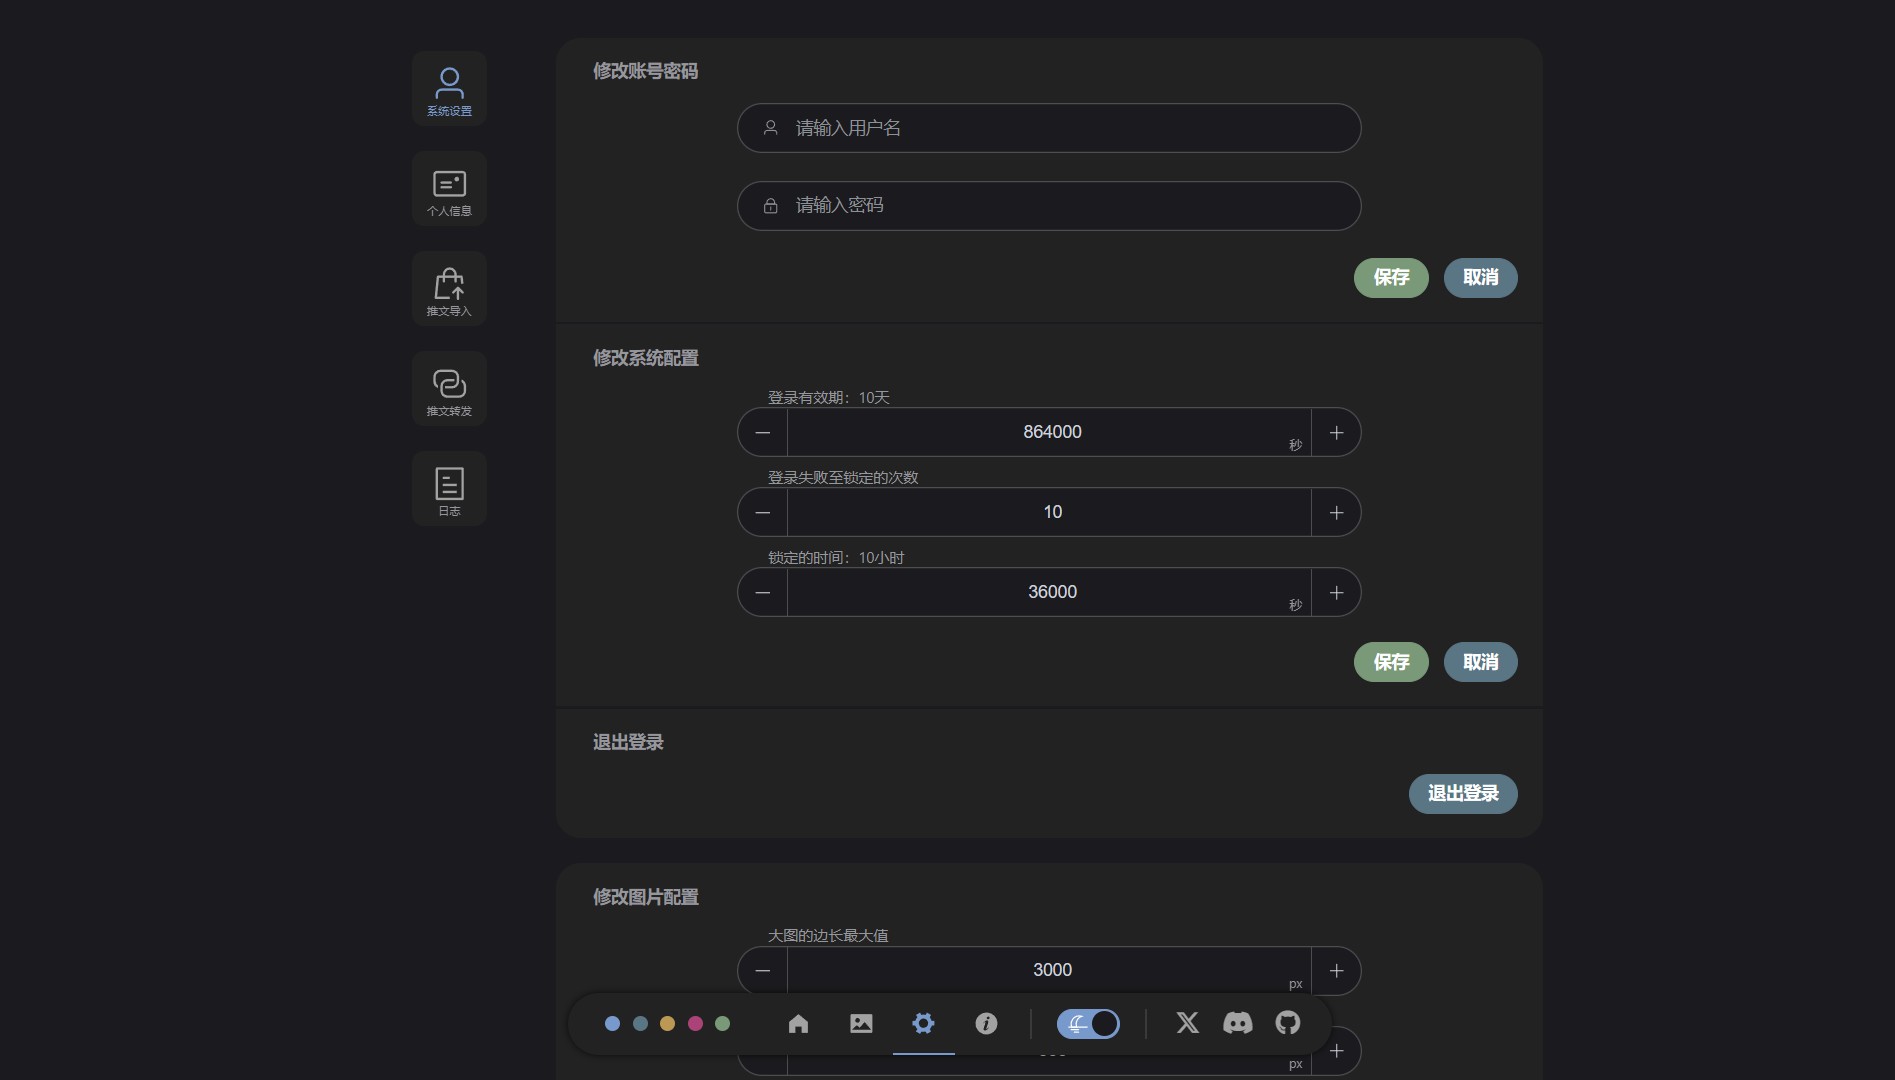 系统设置
个人信息
推文导入
推文转发
日志
修改账号密码
请输入用户名
请输入密码
保存 取消
修改系统配置
登录有效期：10天
864000 秒
登录失败至锁定的次数
10
锁定的时间：10小时
36000 秒
保存 取消
退出登录
退出登录
修改图片配置
大图的边长最大值
3000 px
px